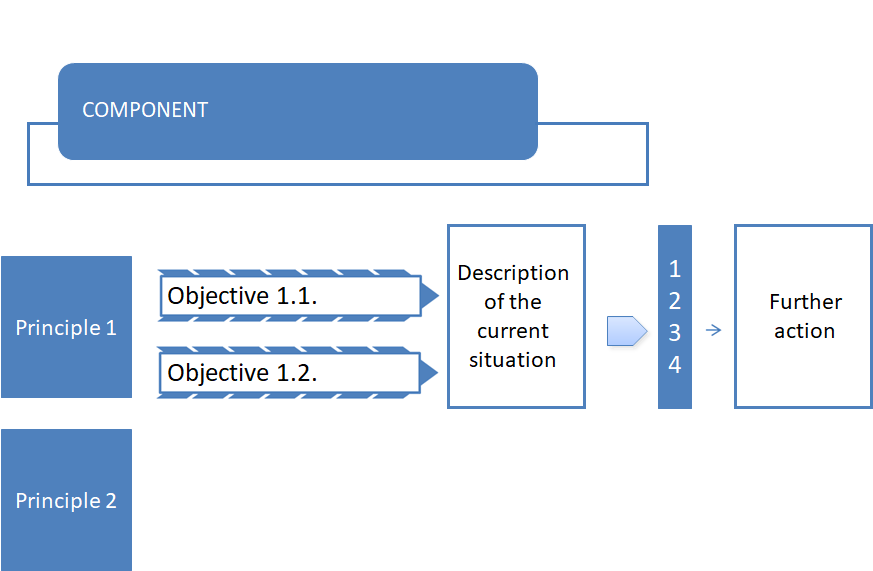 COMPONENT
Principle 1
Objective 1.1.
Objective 1.2.
Description
of the
current
situation
1
2
3
4
Further
action
Principle 2